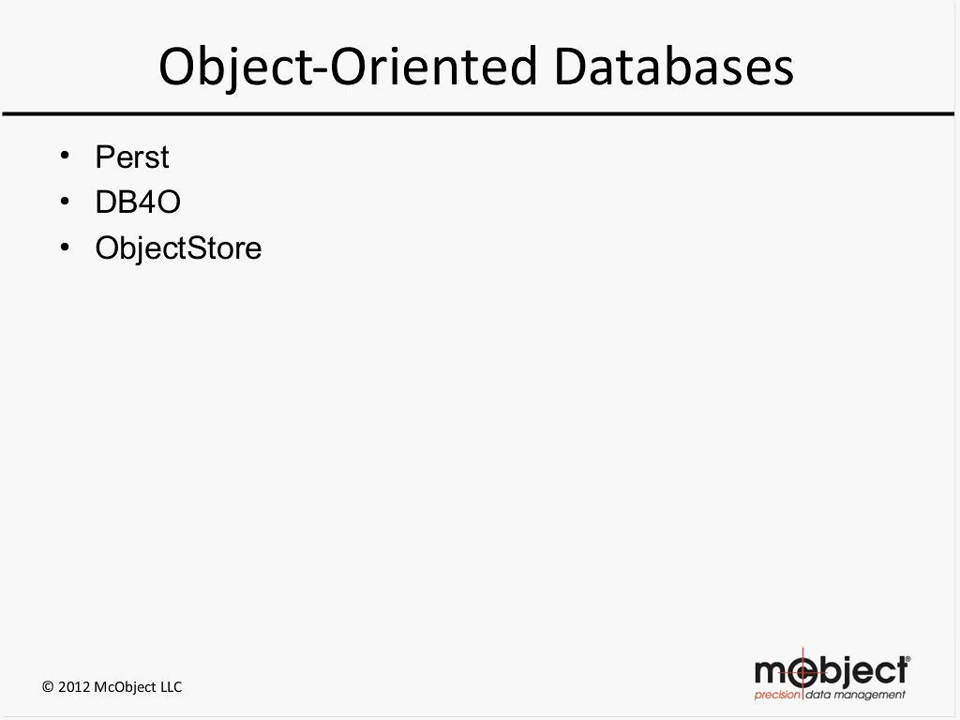 Object-Oriented Databases
• Perst
• DB4O
• ObjectStore
© 2012 McObject LLC
mcobject®
precision data management